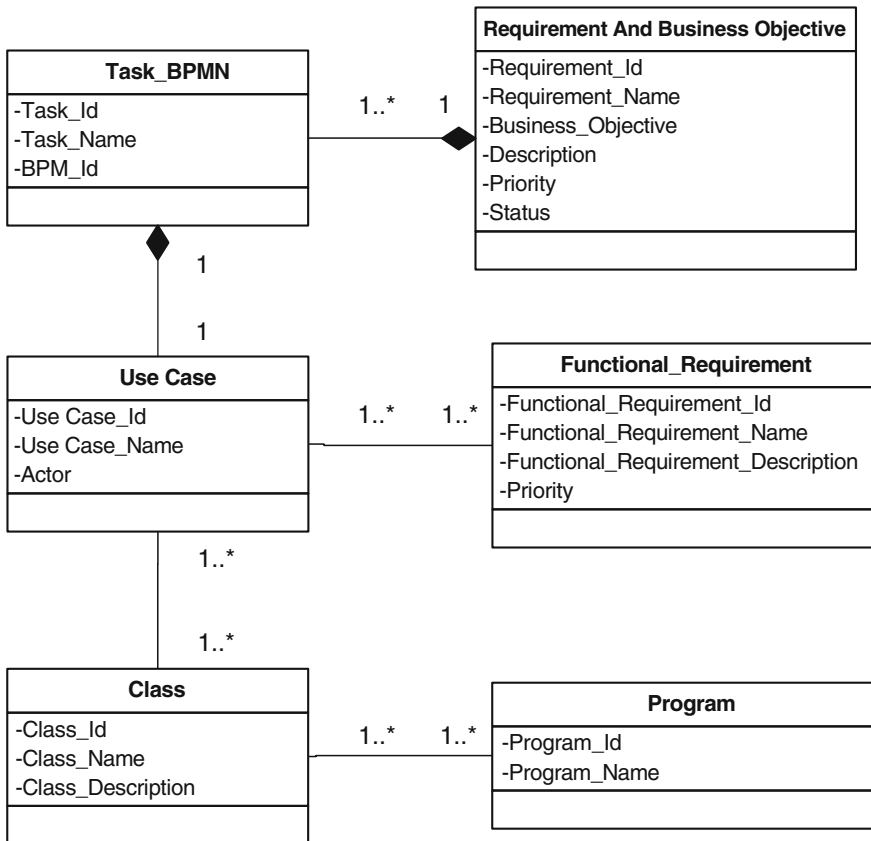 Requirement And Business Objective
-Requirement_Id
-Requirement_Name
-Business_Objective
-Description
-Priority
-Status
Task_BPMN
-Task_Id
-Task_Name
-BPM_Id
1..*
1
1
1
Use Case
-Use Case_Id
-Use Case_Name
-Actor
1..*
1..*
Functional_Requirement
-Functional_Requirement_Id
-Functional_Requirement_Name
-Functional_Requirement_Description
-Priority
1..*
1..*
Class
-Class_Id
-Class_Name
-Class_Description
1..*
1..*
Program
-Program_Id
-Program_Name